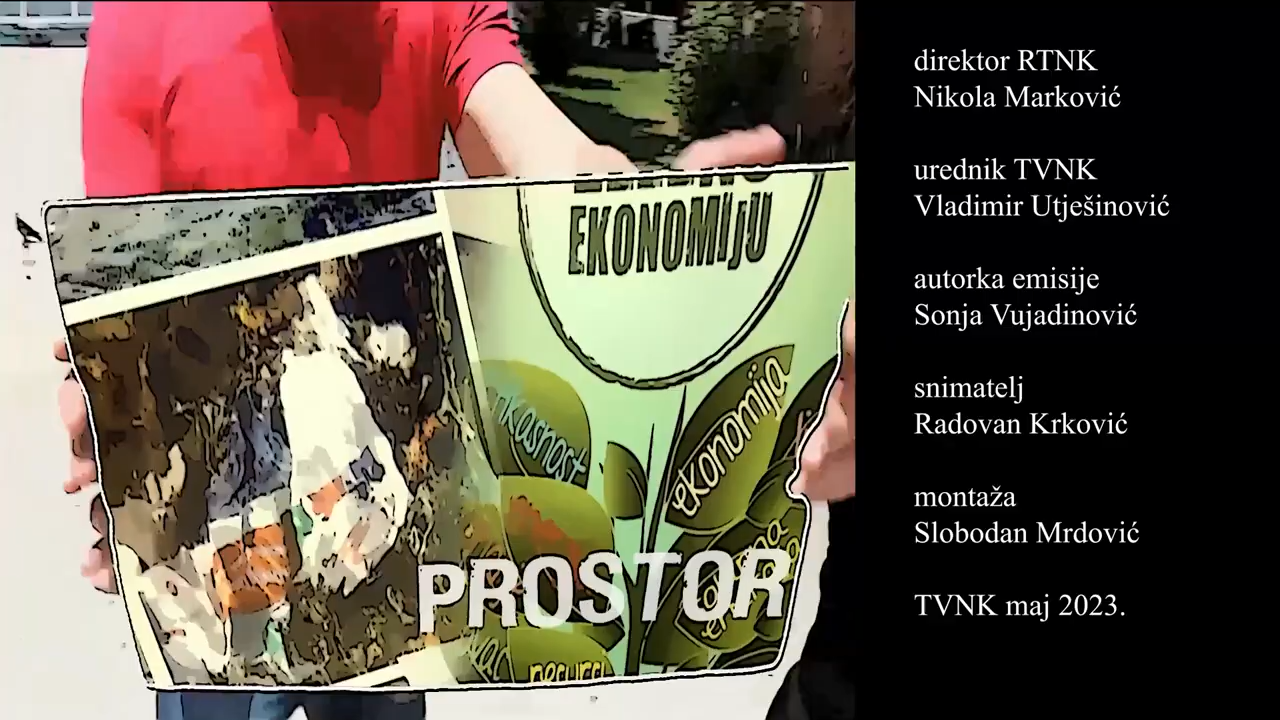 EKONOMIJU
ekonomija
PROSTOR
direktor RTNK
Nikola Marković
urednik TVNK
Vladimir Utješinović
autorka emisije
Sonja Vujadinović
snimatelj
Radovan Krković
montaža
Slobodan Mrdović
TVNK maj 2023.